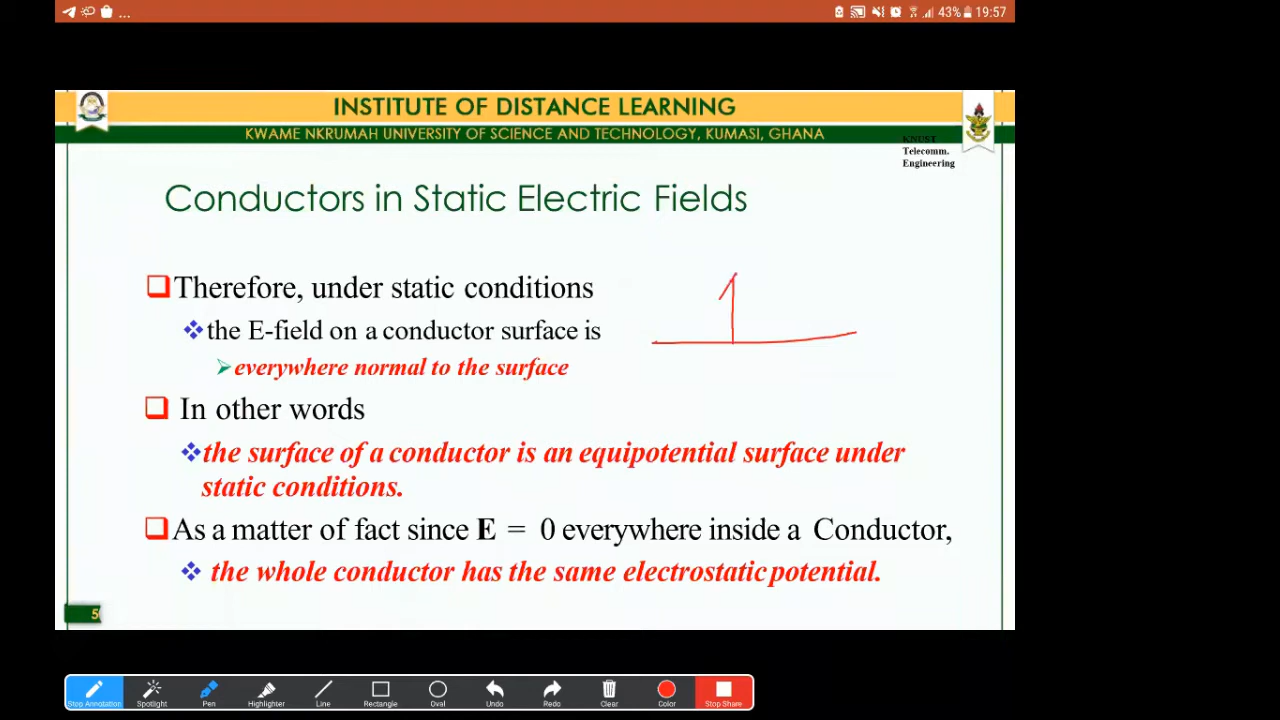 ... 43% 19:57
INSTITUTE OF DISTANCE LEARNING
KWAME NKRUMAH UNIVERSITY OF SCIENCE AND TECHNOLOGY, KUMASI, GHANA
KNUST
Telecomm.
Engineering
Conductors in Static Electric Fields
Therefore, under static conditions
the E-field on a conductor surface is
everywhere normal to the surface
In other words
the surface of a conductor is an equipotential surface under
static conditions.
As a matter of fact since E = 0 everywhere inside a Conductor,
the whole conductor has the same electrostatic potential.
5
Stop Annotation Spotlight Pen Highlighter Line Rectangle Oval Undo Redo Clear Color Stop Share